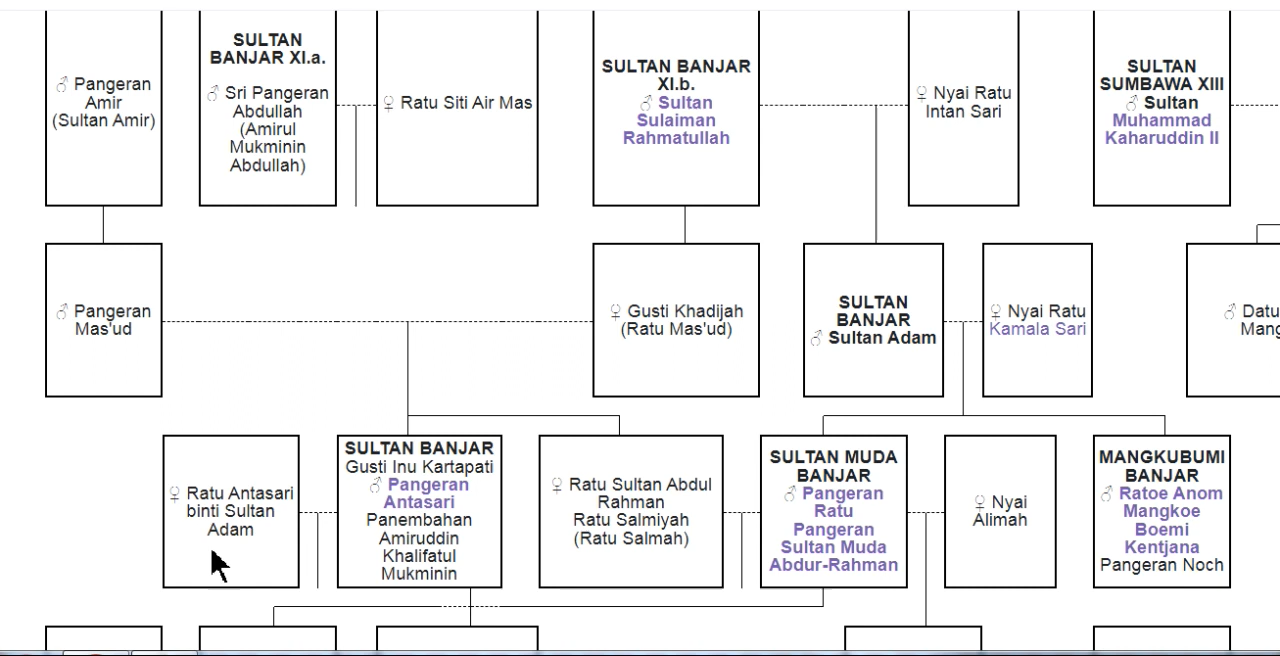 ♂ Pangeran
Amir
(Sultan Amir)
SULTAN
BANJAR XI.a.
♂ Sri Pangeran
Abdullah
(Amirul
Mukminin
Abdullah)
♀ Ratu Siti Air Mas
SULTAN BANJAR
XI.b.
♂ Sultan
Sulaiman
Rahmatullah
♀ Nyai Ratu
Intan Sari
SULTAN
SUMBAWA XIII
♂ Sultan
Muhammad
Kaharuddin II
♂ Pangeran
Mas'ud
♀ Gusti Khadijah
(Ratu Mas'ud)
SULTAN
BANJAR
♂ Sultan Adam
♀ Nyai Ratu
Kamala Sari
♂ Datu
Mang
♀ Ratu Antasari
binti Sultan
Adam
SULTAN BANJAR
Gusti Inu Kartapati
♂ Pangeran
Antasari
Panembahan
Amiruddin
Khalifatul
Mukminin
♀ Ratu Sultan Abdul
Rahman
Ratu Salmiyah
(Ratu Salmah)
SULTAN MUDA
BANJAR
♂ Pangeran
Ratu
Pangeran
Sultan Muda
Abdur-Rahman
♀ Nyai
Alimah
MANGKUBUMI
BANJAR
♂ Ratoe Anom
Mangkoe
Boemi
Kentjana
Pangeran Noch